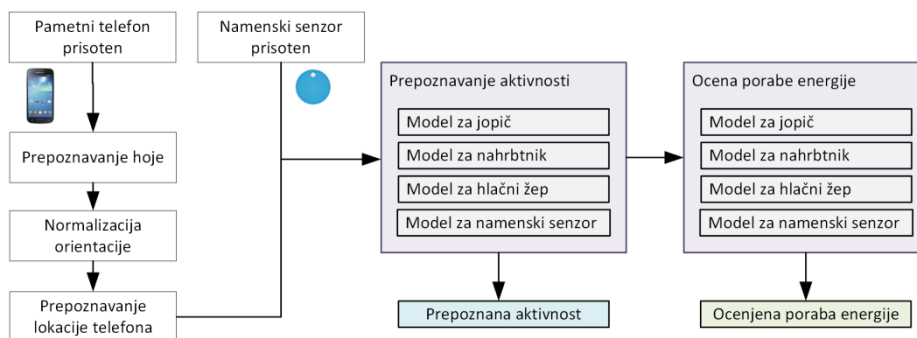 Pametni telefon
prisoten
Namenski senzor
prisoten
Prepoznavanje hoje
Normalizacija
orientacije
Prepoznavanje
lokacije telefona
Prepoznavanje aktivnosti
Model za jopič
Model za nahrbtnik
Model za hlačni žep
Model za namenski senzor
Prepoznana aktivnost
Ocena porabe energije
Model za jopič
Model za nahrbtnik
Model za hlačni žep
Model za namenski senzor
Ocenjena poraba energije